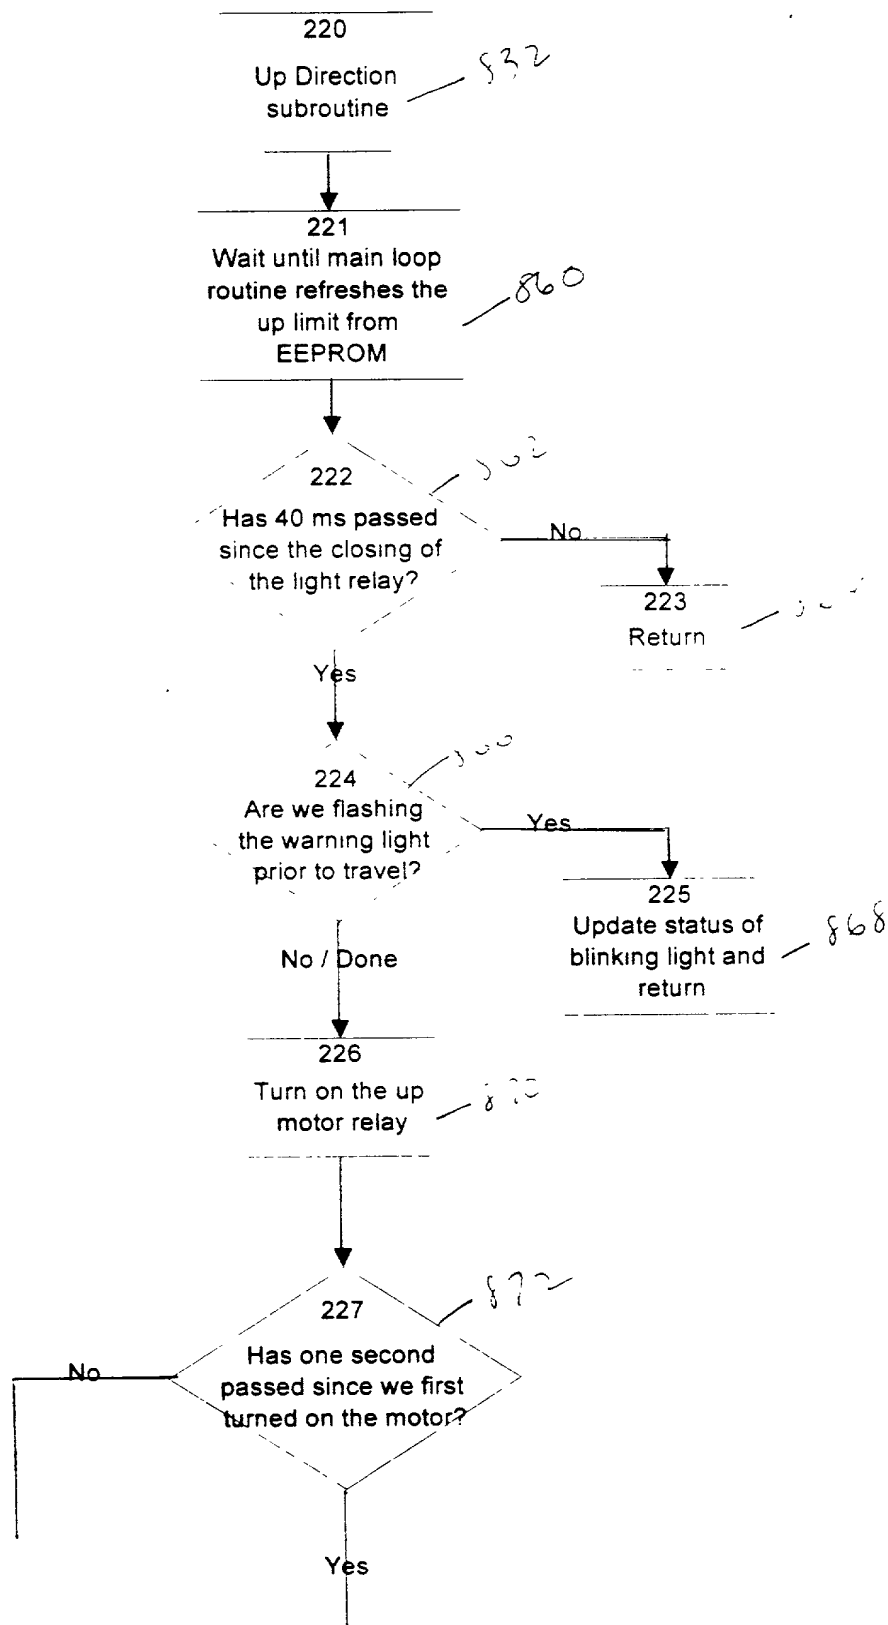 220
Up Direction
subroutine
832
221
Wait until main loop
routine refreshes the
up limit from
EEPROM
860
222
Has 40 ms passed
since the closing of
the light relay?
No
223
Return
Yes
224
Are we flashing
the warning light
prior to travel?
Yes
225
Update status of
blinking light and
return
868
No / Done
226
Turn on the up
motor relay
870
227
Has one second
passed since we first
turned on the motor?
872
No
Yes